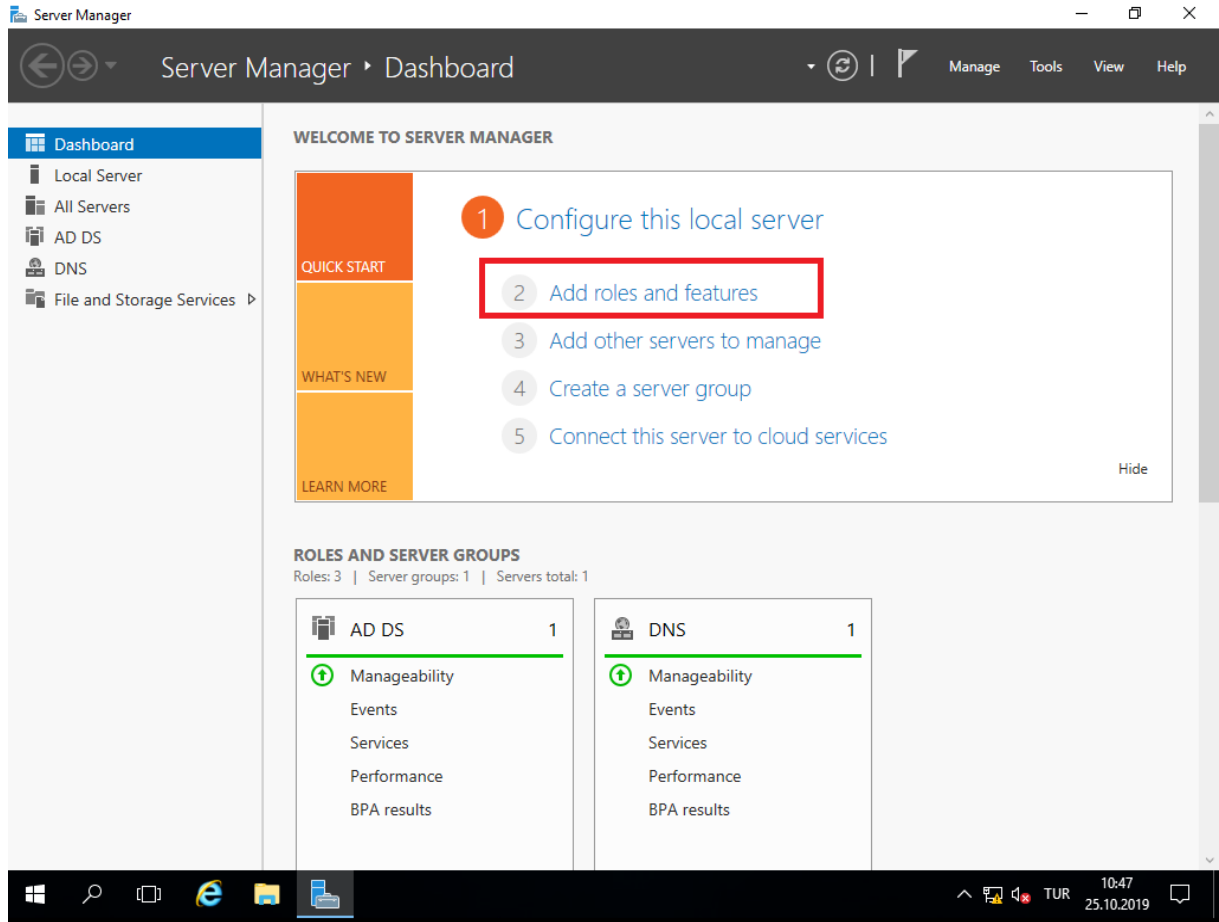 Server Manager
Server Manager • Dashboard
Manage Tools View Help
Dashboard
Local Server
All Servers
AD DS
DNS
File and Storage Services
WELCOME TO SERVER MANAGER
QUICK START
WHAT'S NEW
LEARN MORE
1 Configure this local server
2 Add roles and features
3 Add other servers to manage
4 Create a server group
5 Connect this server to cloud services
Hide
ROLES AND SERVER GROUPS
Roles: 3 | Server groups: 1 | Servers total: 1
AD DS 1
Manageability
Events
Services
Performance
BPA results
DNS 1
Manageability
Events
Services
Performance
BPA results
TUR
10:47
25.10.2019